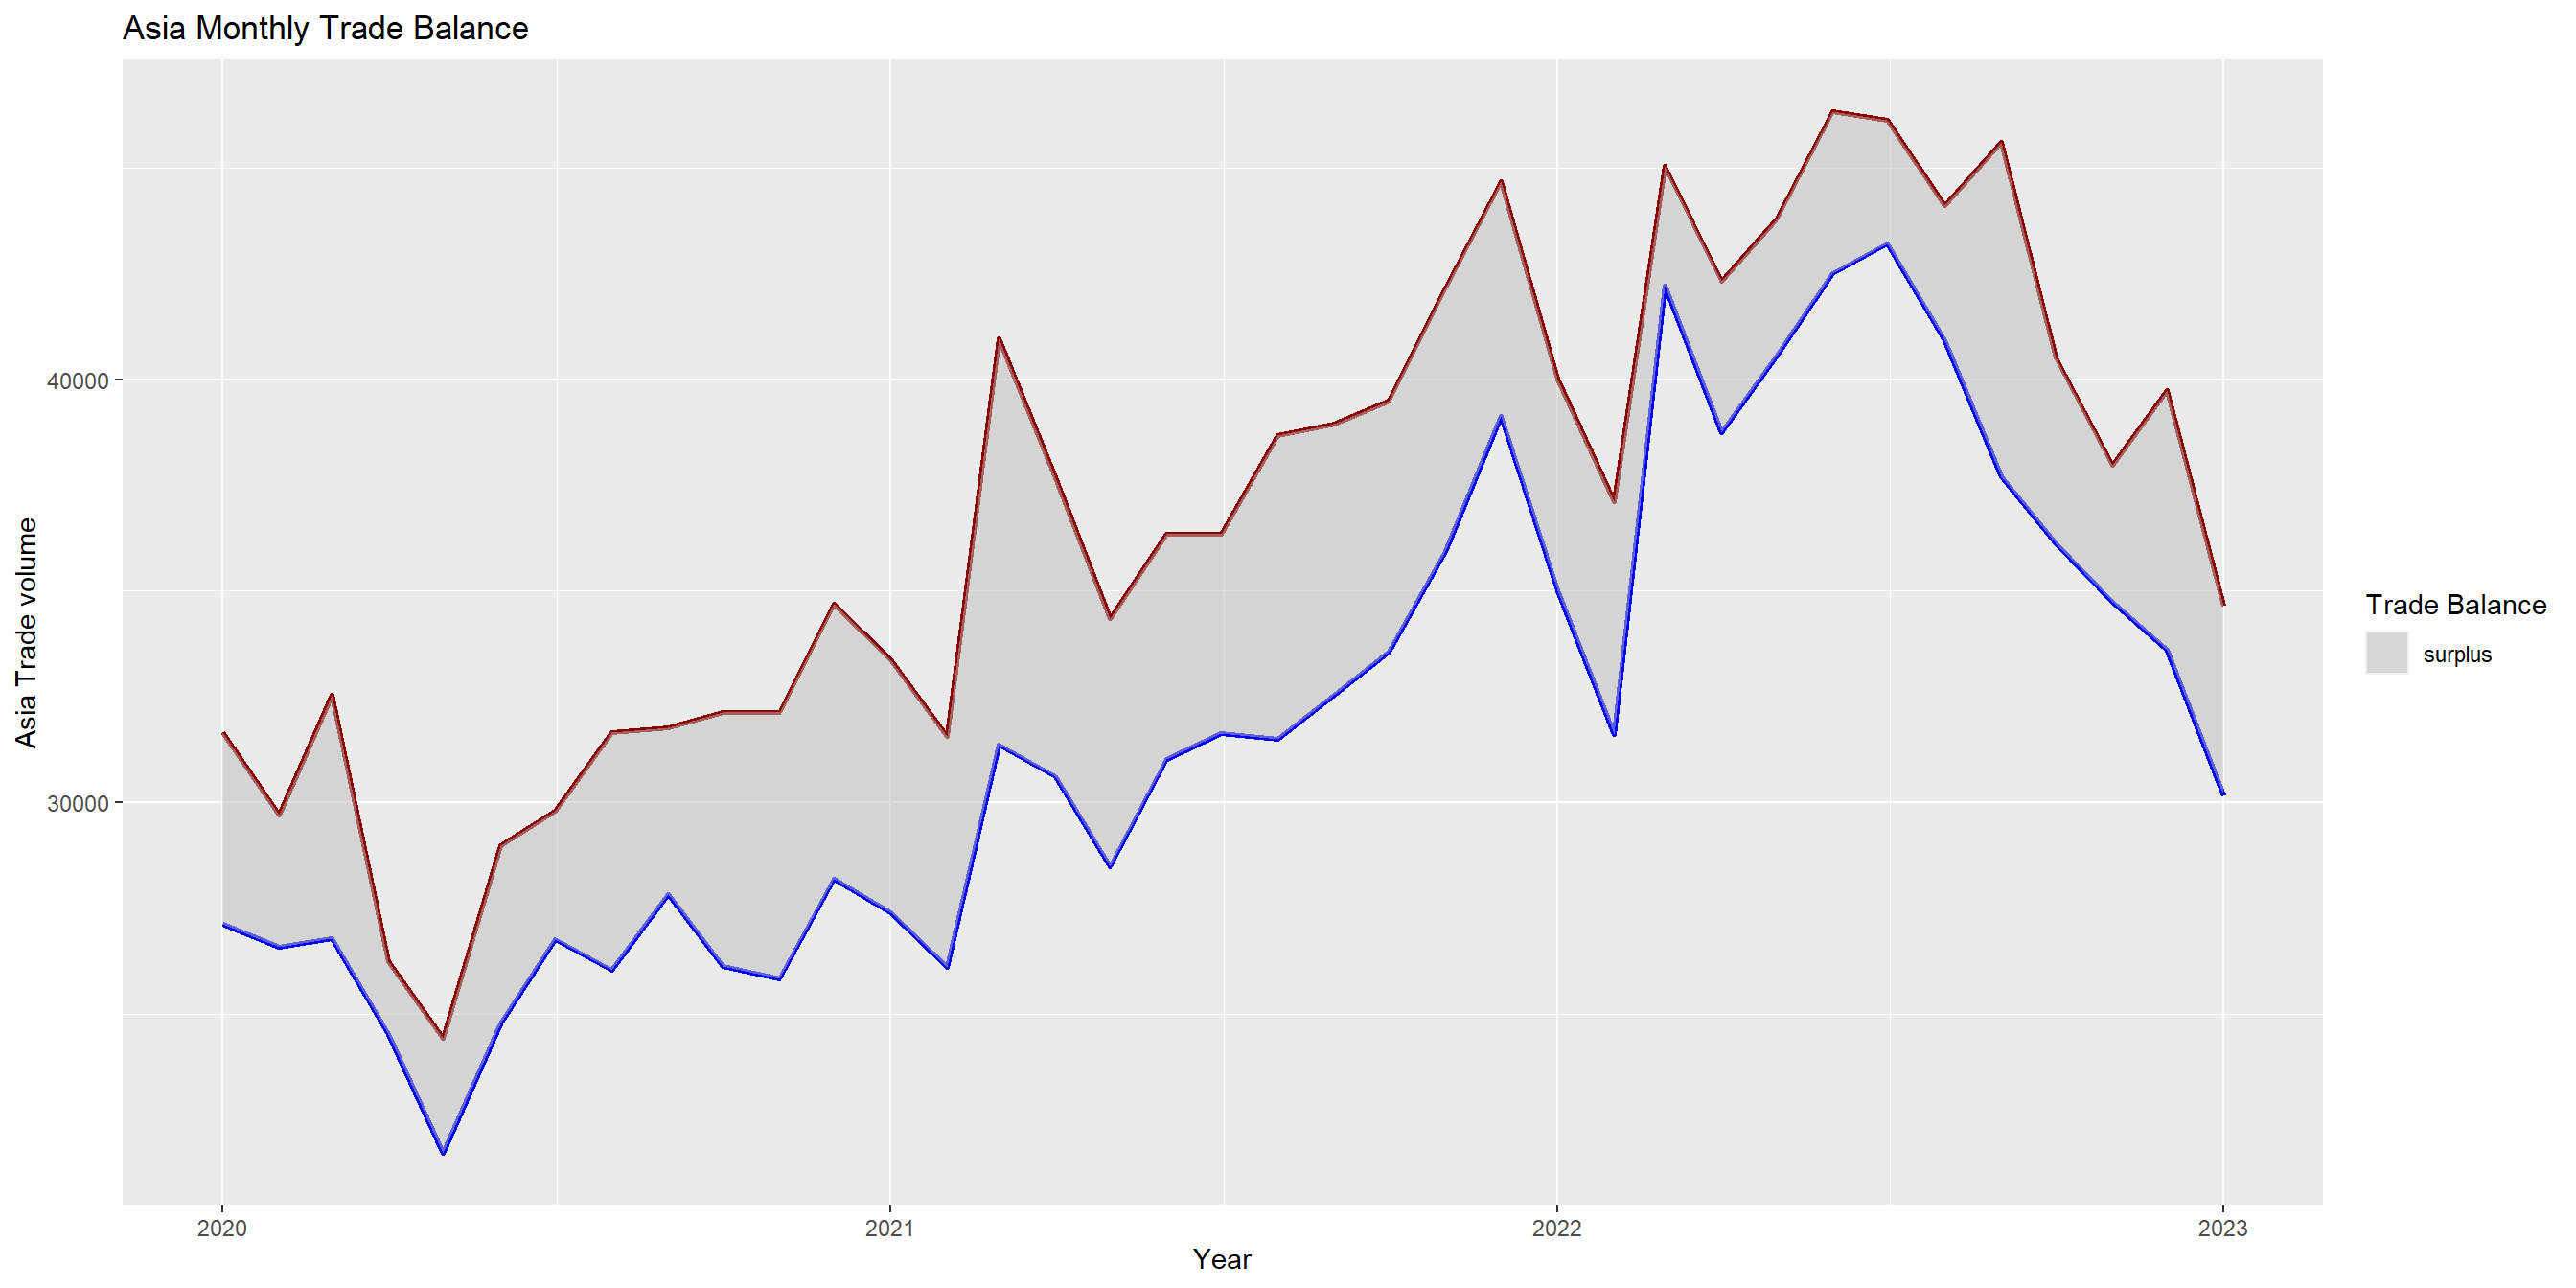 Asia Monthly Trade Balance
Asia Trade volume
40000
30000
2020
2021
2022
2023
Year
Trade Balance
surplus